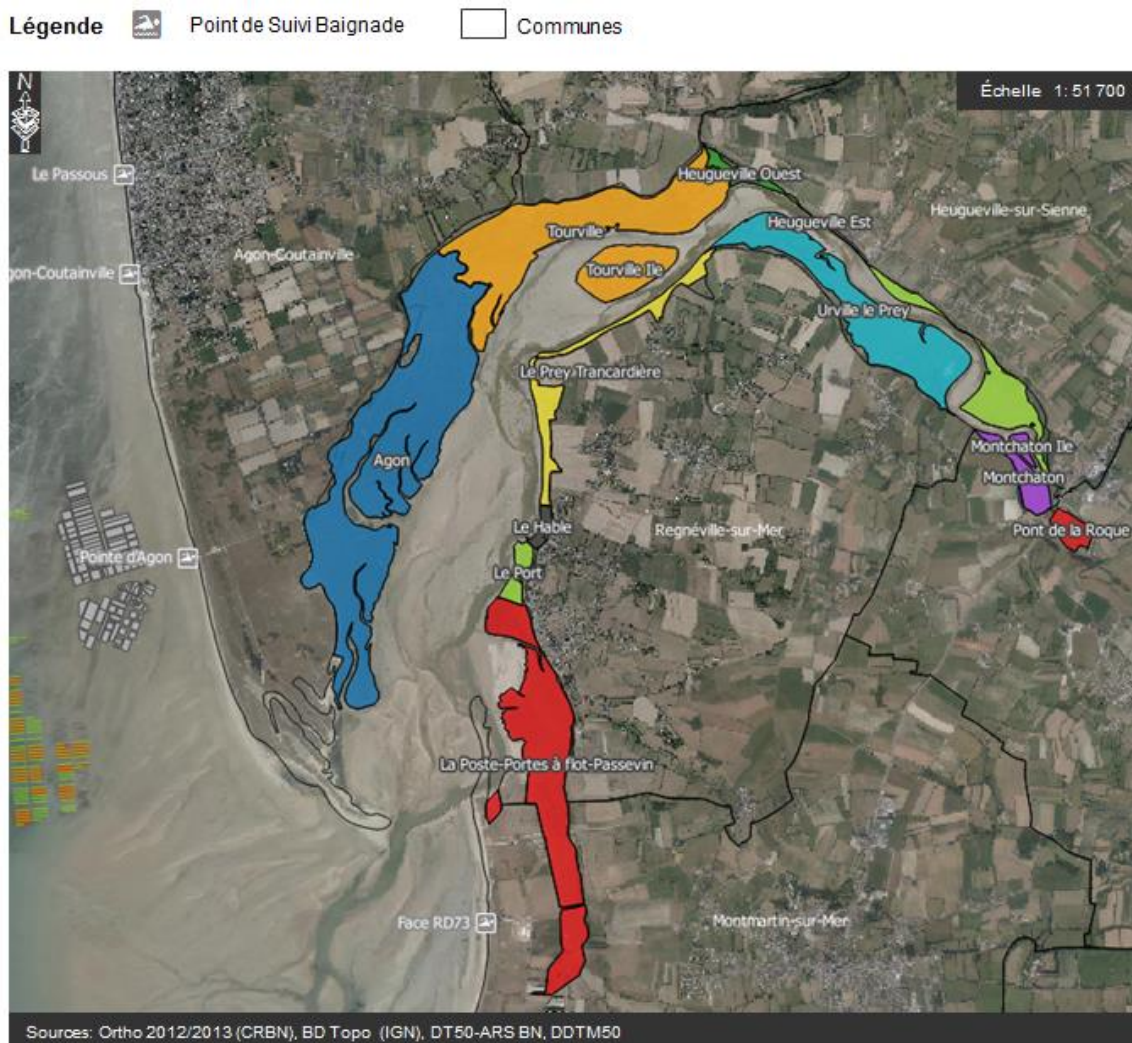 Légende Point de Suivi Baignade Communes
N
Échelle 1: 51 700
Le Passous
Heugueville Ouest
Heugueville-sur-Sienne
Heugueville Est
Tourville
Agon-Coutainville
gon-Coutainville
Tourville Ile
Urville le Prey
Le Prey Trancardière
Montchaton Ile
Agon
Montchaton
Le Hable
Regnéville-sur-Mer
Pont de la Roque
Pointe d'Agon
Le Port
La Poste-Portes à flot-Passevin
Face RD73
Montmartin-sur-Mer
Sources: Ortho 2012/2013 (CRBN), BD Topo (IGN), DT50-ARS BN, DDTM50